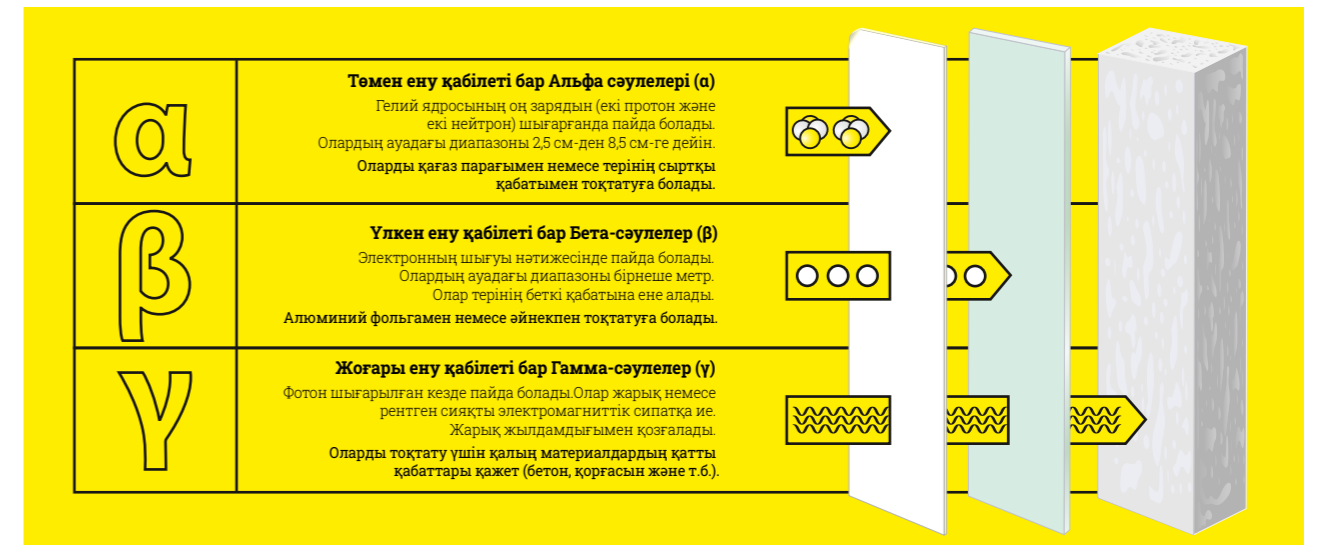 α
Төмен ену қабілеті бар Альфа сәулелері (α)
Гелий ядросының оң зарядын (екі протон және
екі нейтрон) шығарғанда пайда болады.
Олардың ауадағы диапазоны 2,5 см-ден 8,5 см-ге дейін.
Оларды қағаз парағымен немесе терінің сыртқы
қабатымен тоқтатуға болады.
β
Үлкен ену қабілеті бар Бета-сәулелер (β)
Электронның шығуы нәтижесінде пайда болады.
Олардың ауадағы диапазоны бірнеше метр.
Олар терінің беткі қабатына ене алады.
Алюминий фольгамен немесе әйнекпен тоқтатуға болады.
γ
Жоғары ену қабілеті бар Гамма-сәулелер (γ)
Фотон шығарылған кезде пайда болады.Олар жарық немесе
рентген сияқты электромагниттік сипатқа ие.
Жарық жылдамдығымен қозғалады.
Оларды тоқтату үшін қалың материалдардың қатты
қабаттары қажет (бетон, қорғасын және т.б.).